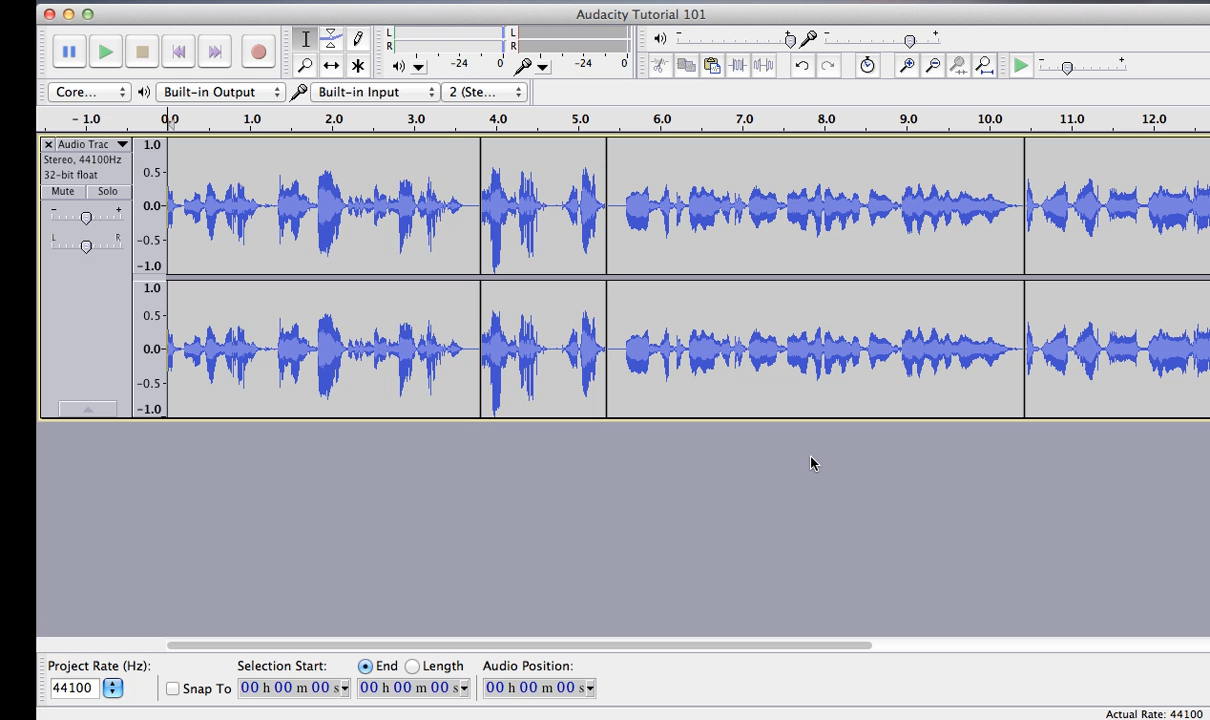 Audacity Tutorial 101
L
R
-24
0
L
R
-24
0
- +
- +
- +
Core...
Built-in Output
Built-in Input
2 (Ste...
- 1.0 0.0 1.0 2.0 3.0 4.0 5.0 6.0 7.0 8.0 9.0 10.0 11.0 12.0
Audio Trac
Stereo, 44100Hz
32-bit float
Mute Solo
- +
L R
1.0
0.5
0.0
-0.5
-1.0
1.0
0.5
0.0
-0.5
-1.0
Project Rate (Hz):
44100
Snap To
Selection Start:
00 h 00 m 00 s
End
Length
00 h 00 m 00 s
Audio Position:
00 h 00 m 00 s
Actual Rate: 44100